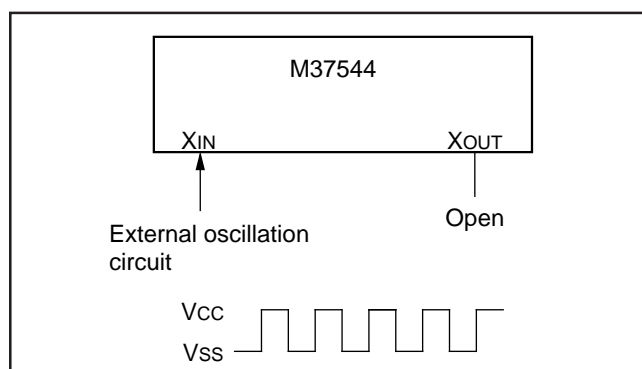 M37544
XIN XOUT
External oscillation
circuit
Open
VCC
VSS